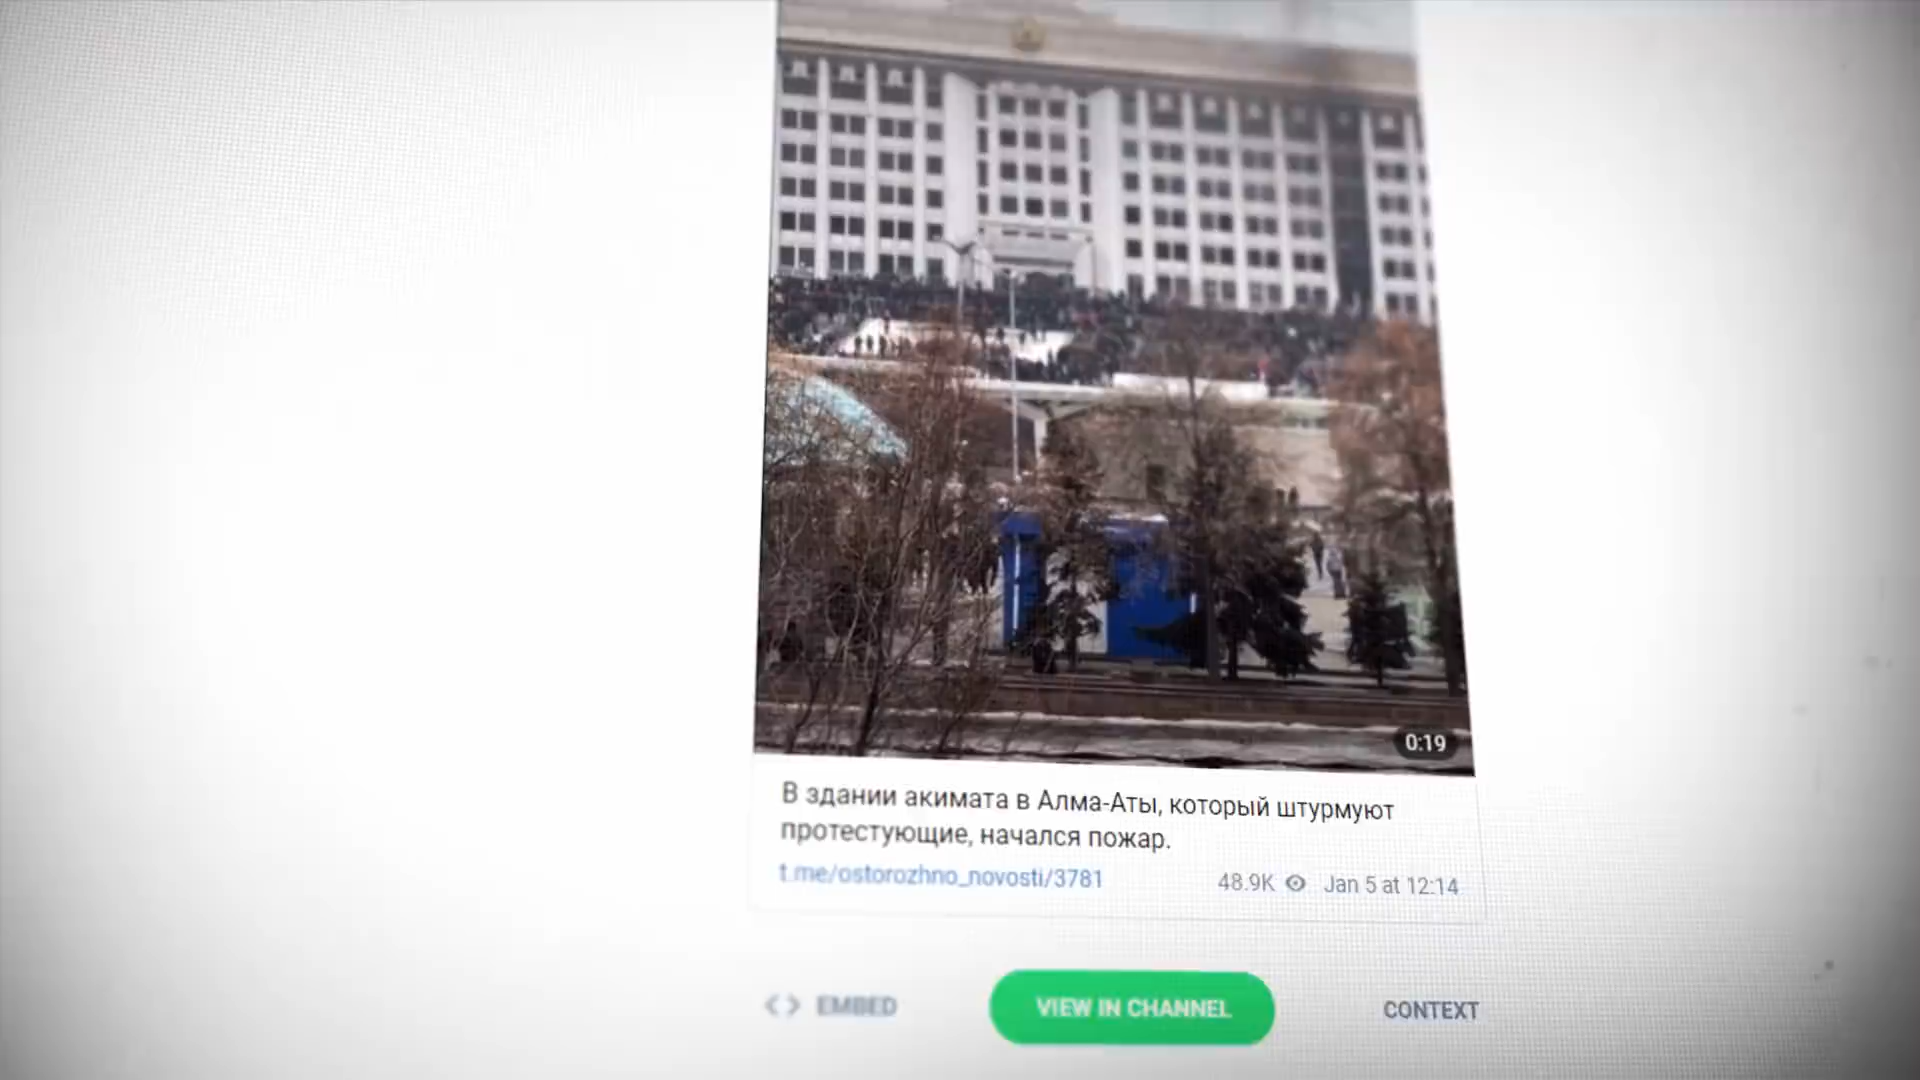 0:19
В здании акимата в Алма-Аты, который штурмуют
протестующие, начался пожар.
t.me/ostorozhno_novosti/3781 48.9K Jan 5 at 12:14
EMBED VIEW IN CHANNEL CONTEXT